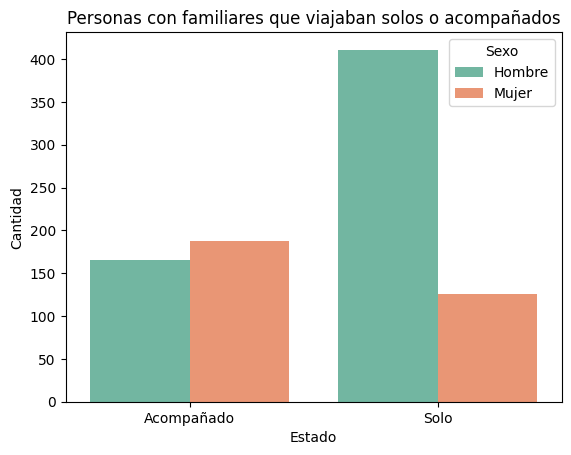 Personas con familiares que viajaban solos o acompañados
Sexo
Hombre
Mujer
Cantidad
400
350
300
250
200
150
100
50
0
Acompañado
Solo
Estado